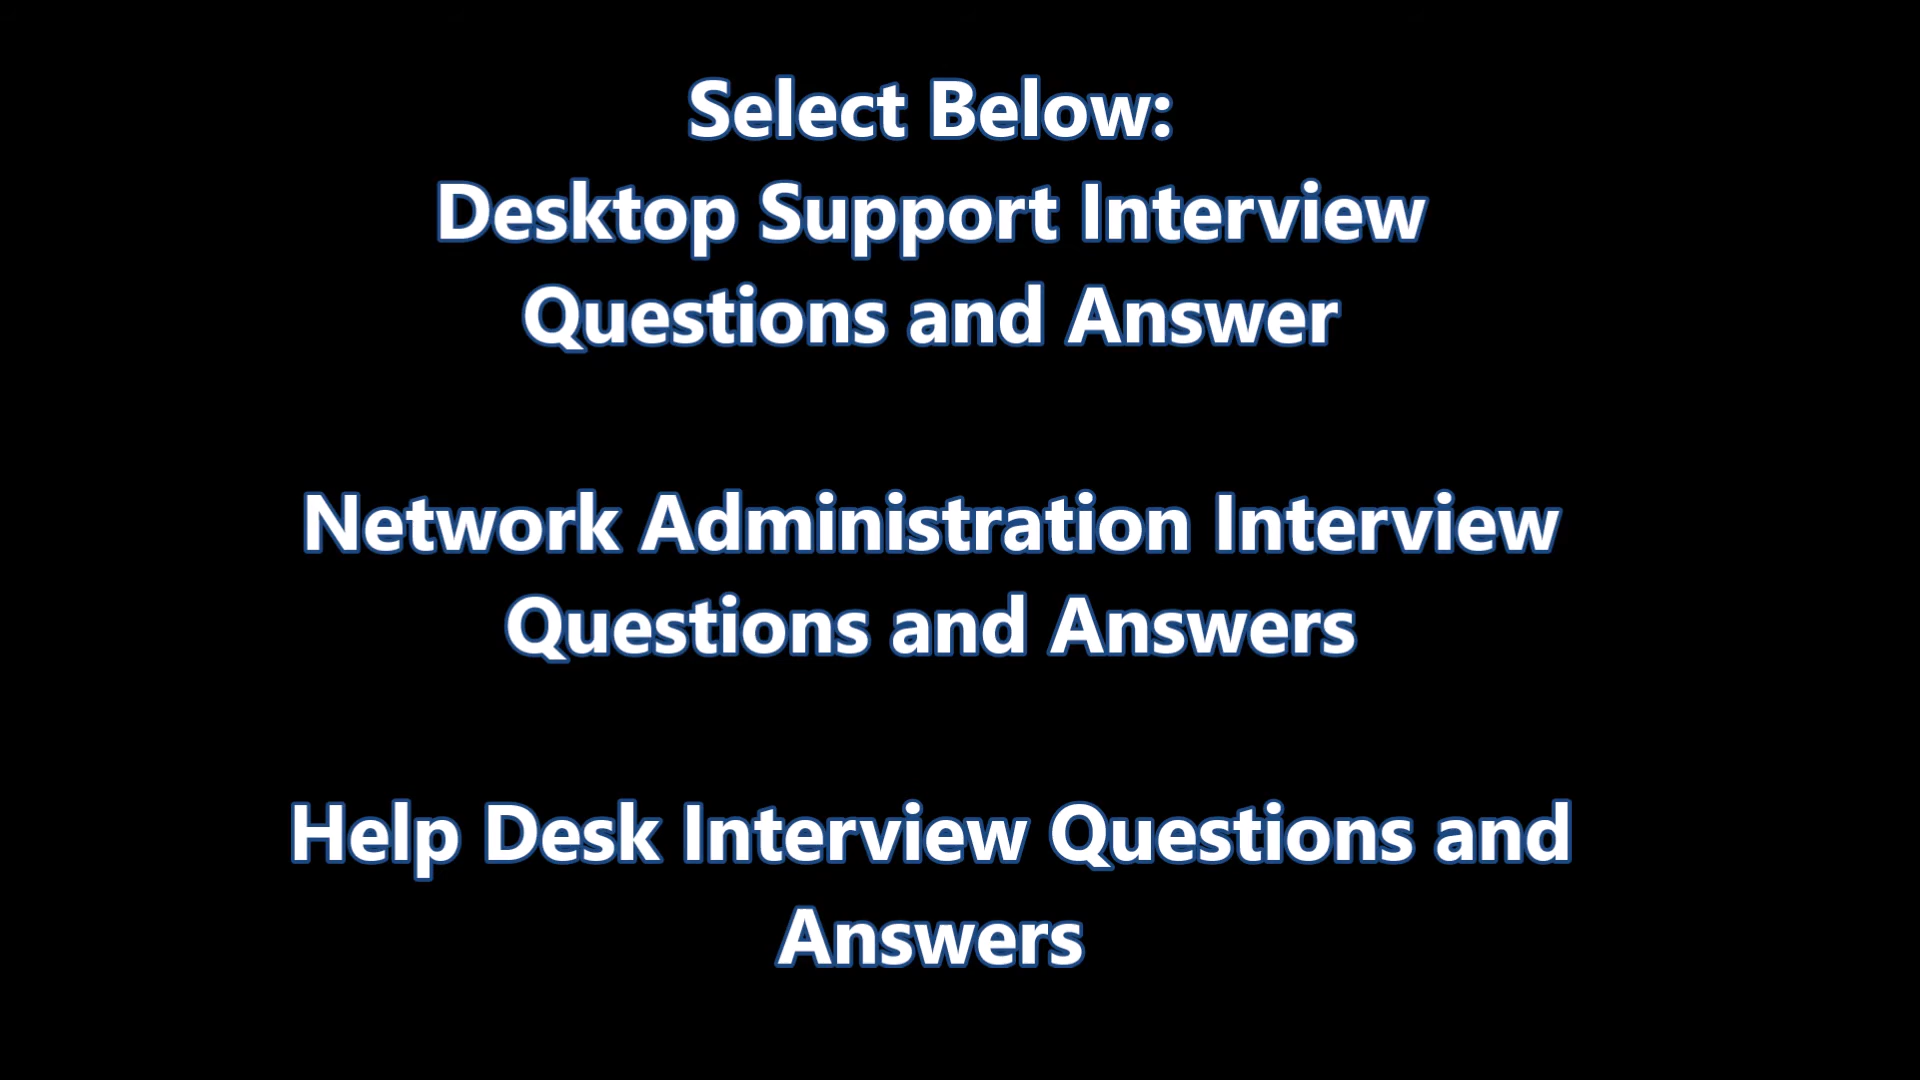 Select Below:
Desktop Support Interview
Questions and Answer
Network Administration Interview
Questions and Answers
Help Desk Interview Questions and
Answers